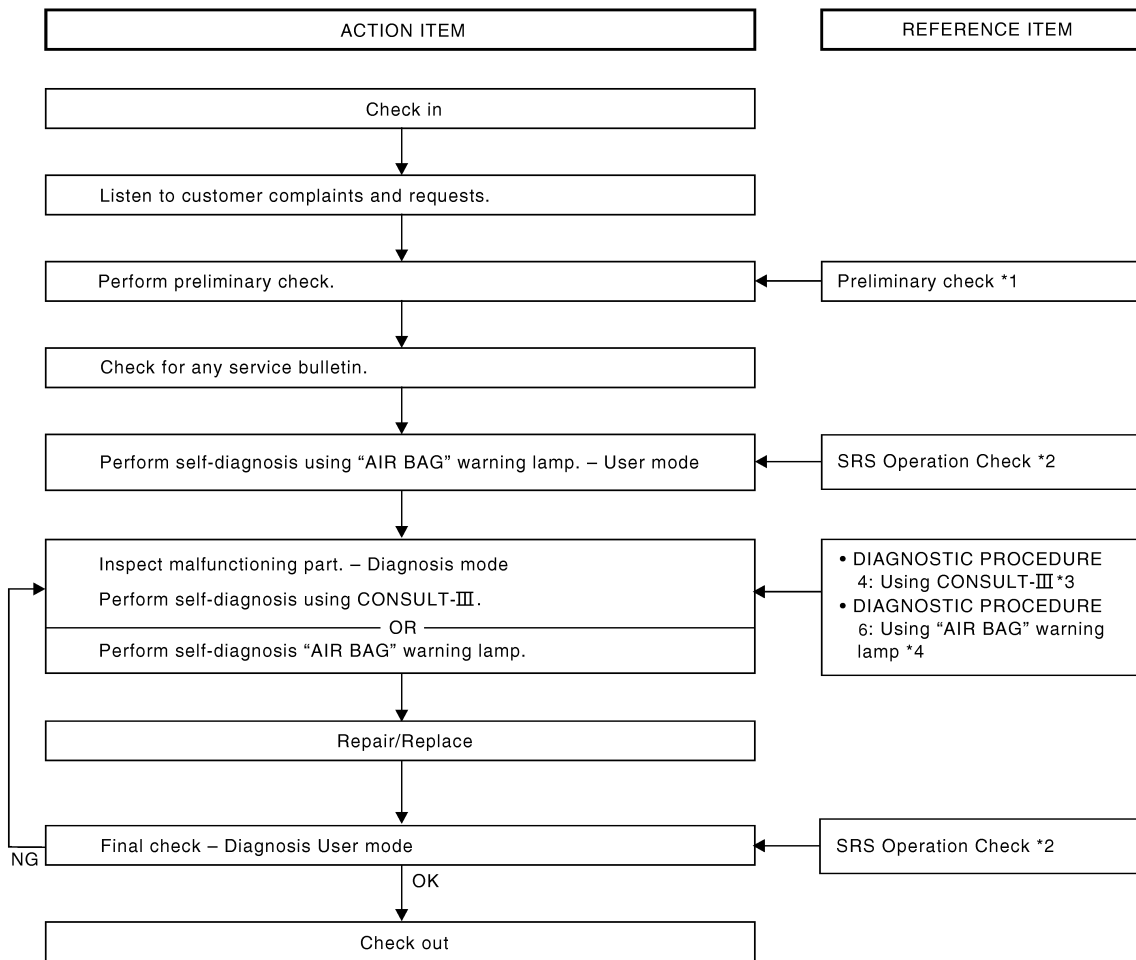 ACTION ITEM
REFERENCE ITEM
Check in
Listen to customer complaints and requests.
Perform preliminary check.
Preliminary check *1
Check for any service bulletin.
Perform self-diagnosis using “AIR BAG” warning lamp. – User mode
SRS Operation Check *2
Inspect malfunctioning part. – Diagnosis mode
Perform self-diagnosis using CONSULT-III.
OR
Perform self-diagnosis “AIR BAG” warning lamp.
• DIAGNOSTIC PROCEDURE
4: Using CONSULT-III *3
• DIAGNOSTIC PROCEDURE
6: Using “AIR BAG” warning
lamp *4
Repair/Replace
Final check – Diagnosis User mode
SRS Operation Check *2
NG
OK
Check out